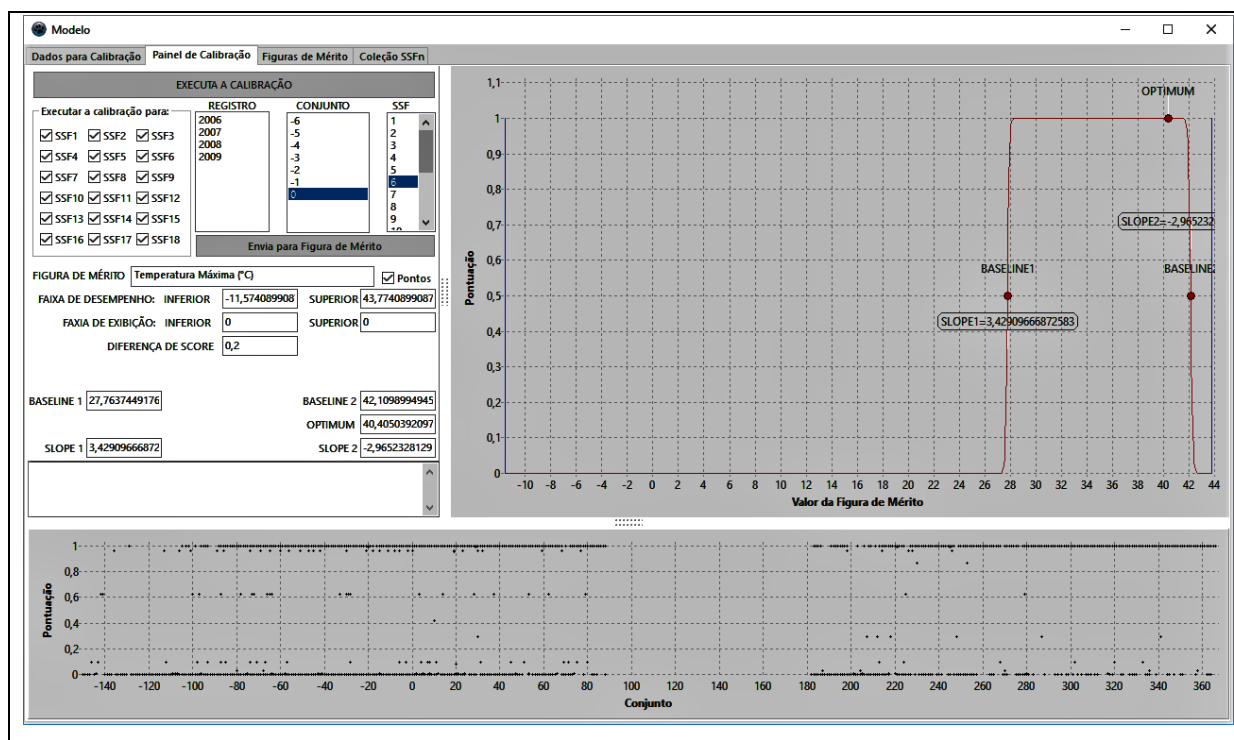 Modelo
Dados para Calibração Painel de Calibração Figuras de Mérito Coleção SSFn
EXECUTA A CALIBRAÇÃO
Executar a calibração para:
SSF1 SSF2 SSF3
SSF4 SSF5 SSF6
SSF7 SSF8 SSF9
SSF10 SSF11 SSF12
SSF13 SSF14 SSF15
SSF16 SSF17 SSF18
REGISTRO
2006
2007
2008
2009
CONJUNTO
-6
-5
-4
-3
-2
-1
0
SSF
1
2
3
4
5
6
7
8
9
10
Envia para Figura de Mérito
FIGURA DE MÉRITO Temperatura Máxima (°C) Pontos
FAIXA DE DESEMPENHO: INFERIOR -11,574089908 SUPERIOR 43,7740899087
FAXIA DE EXIBIÇÃO: INFERIOR 0 SUPERIOR 0
DIFERENÇA DE SCORE 0,2
BASELINE 1 27,7637449176 BASELINE 2 42,1098994945
OPTIMUM 40,4050392097
SLOPE 1 3,42909666872 SLOPE 2 -2,9652328129
Pontuação
1,1
1
0,9
0,8
0,7
0,6
0,5
0,4
0,3
0,2
0,1
0
OPTIMUM
SLOPE2=-2,965232
BASELINE1
BASELINE
SLOPE1=3,42909666872583
-10 -8 -6 -4 -2 0 2 4 6 8 10 12 14 16 18 20 22 24 26 28 30 32 34 36 38 40 42 44
Valor da Figura de Mérito
Pontuação
1
0,8
0,6
0,4
0,2
0
-140 -120 -100 -80 -60 -40 -20 0 20 40 60 80 100 120 140 160 180 200 220 240 260 280 300 320 340 360
Conjunto